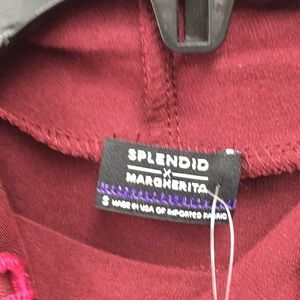 SPLENDID
X
MARGHERITA
S MADE IN USA OF IMPORTED FABRIC